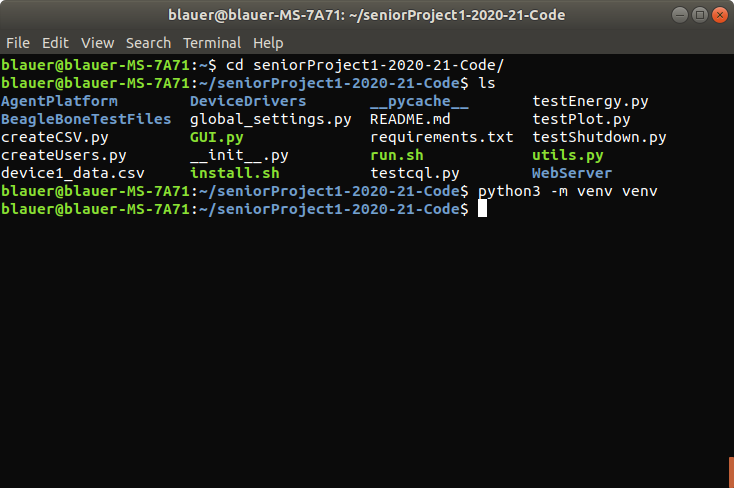 blauer@blauer-MS-7A71: ~/seniorProject1-2020-21-Code
File Edit View Search Terminal Help
blauer@blauer-MS-7A71:~$ cd seniorProject1-2020-21-Code/
blauer@blauer-MS-7A71:~/seniorProject1-2020-21-Code$ ls
AgentPlatform DeviceDrivers __pycache__ testEnergy.py
BeagleBoneTestFiles global_settings.py README.md testPlot.py
createCSV.py GUI.py requirements.txt testShutdown.py
createUsers.py __init__.py run.sh utils.py
device1_data.csv install.sh testcql.py WebServer
blauer@blauer-MS-7A71:~/seniorProject1-2020-21-Code$ python3 -m venv venv
blauer@blauer-MS-7A71:~/seniorProject1-2020-21-Code$